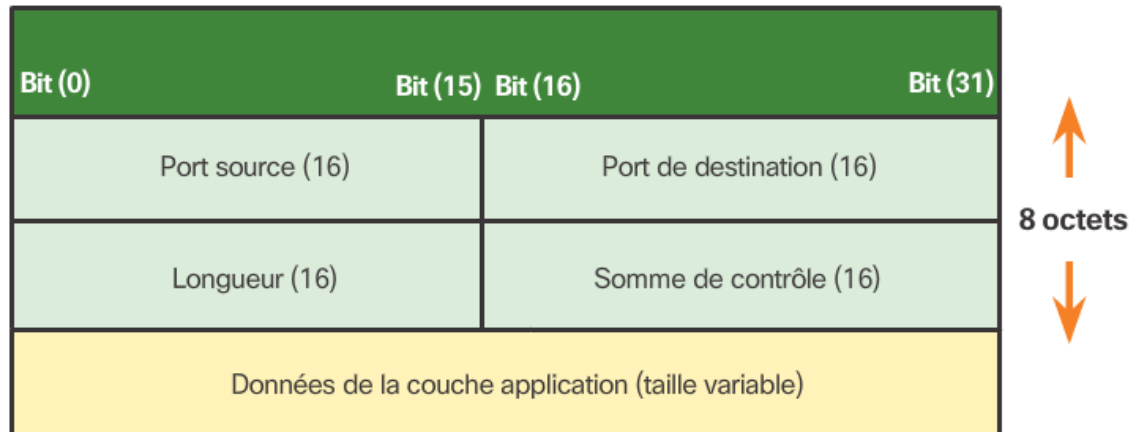 Bit (0) Bit (15) Bit (16) Bit (31)
Port source (16) Port de destination (16)
8 octets
Longueur (16) Somme de contrôle (16)
Données de la couche application (taille variable)